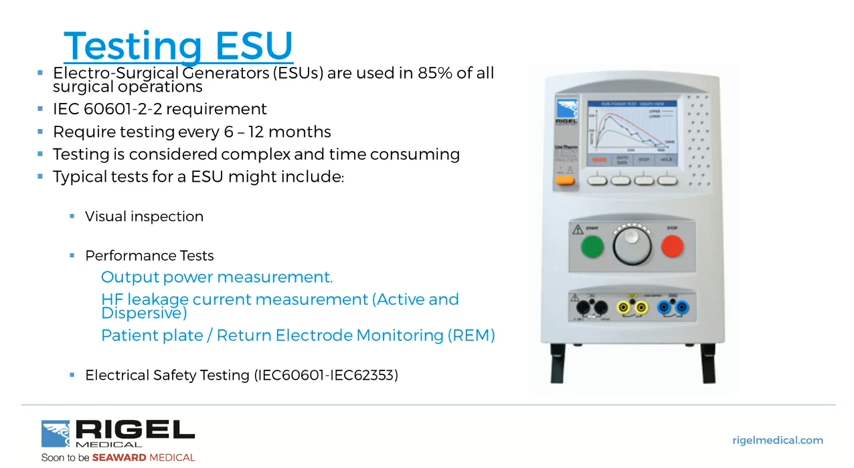 Testing ESU
Electro-Surgical Generators (ESUs) are used in 85% of all
surgical operations
IEC 60601-2-2 requirement
Require testing every 6 – 12 months
Testing is considered complex and time consuming
Typical tests for a ESU might include:
Visual inspection
Performance Tests
Output power measurement.
HF leakage current measurement (Active and
Dispersive)
Patient plate / Return Electrode Monitoring (REM)
Electrical Safety Testing (IEC60601-IEC62353)
RIGEL
START
STOP
RIGEL
MEDICAL
Soon to be SEAWARD MEDICAL
rigelmedical.com